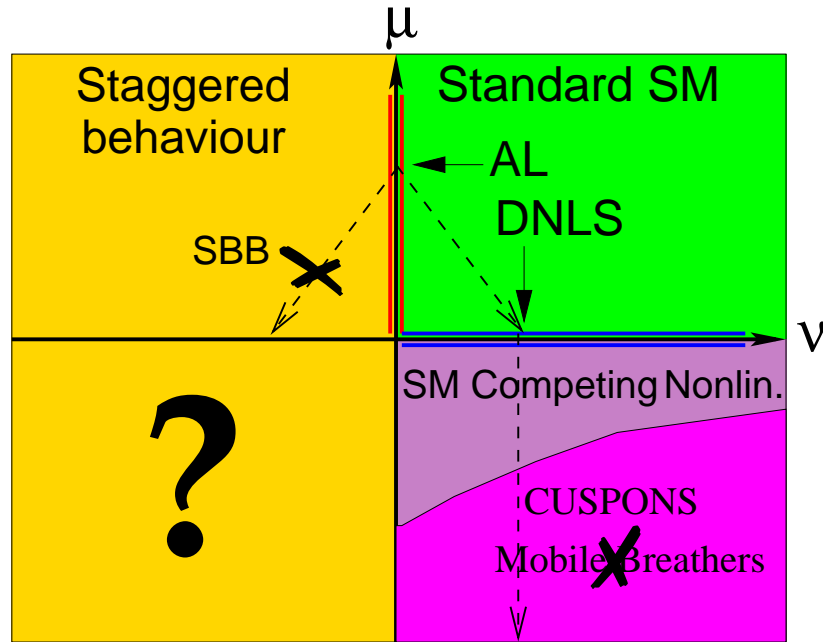 μ
Staggered
behaviour
Standard SM
AL
DNLS
SBB
ν
SM Competing Nonlin.
?
CUSPONS
Mobile Breathers